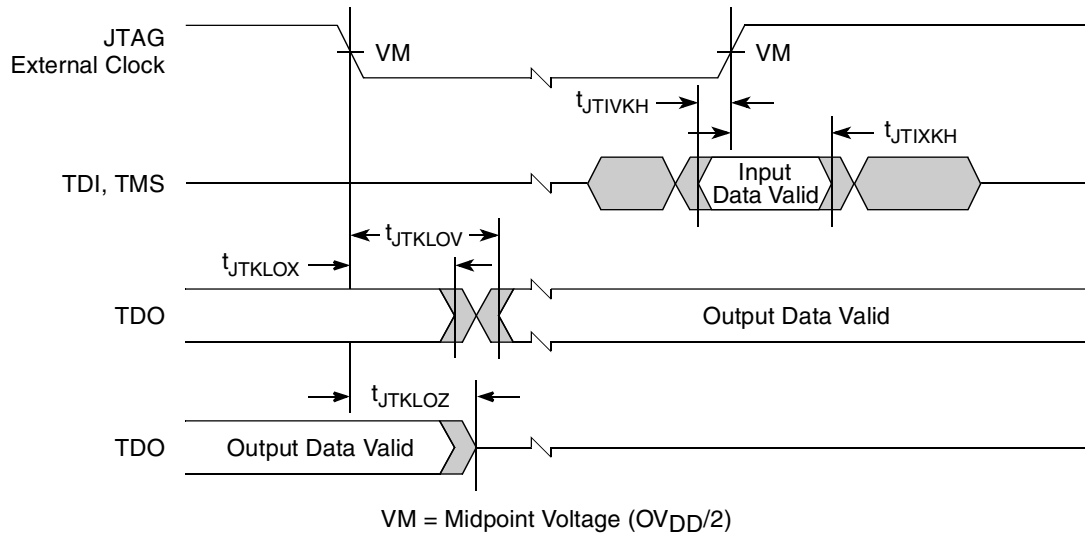 JTAG
External Clock
VM
VM
tJTIVKH
tJTIXKH
TDI, TMS
Input
Data Valid
tJTKLOV
tJTKLOX
TDO
Output Data Valid
tJTKLOZ
TDO
Output Data Valid
VM = Midpoint Voltage (OVDD/2)